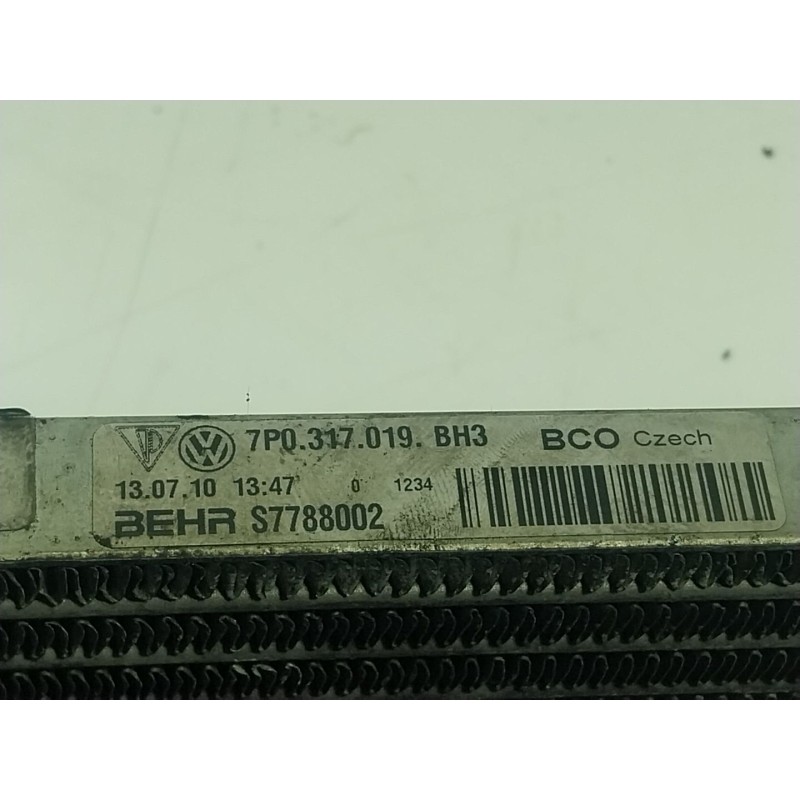 7P0.317.019. BH3 BCO Czech
13.07.10 13:47 0 1234
BEHR S7788002